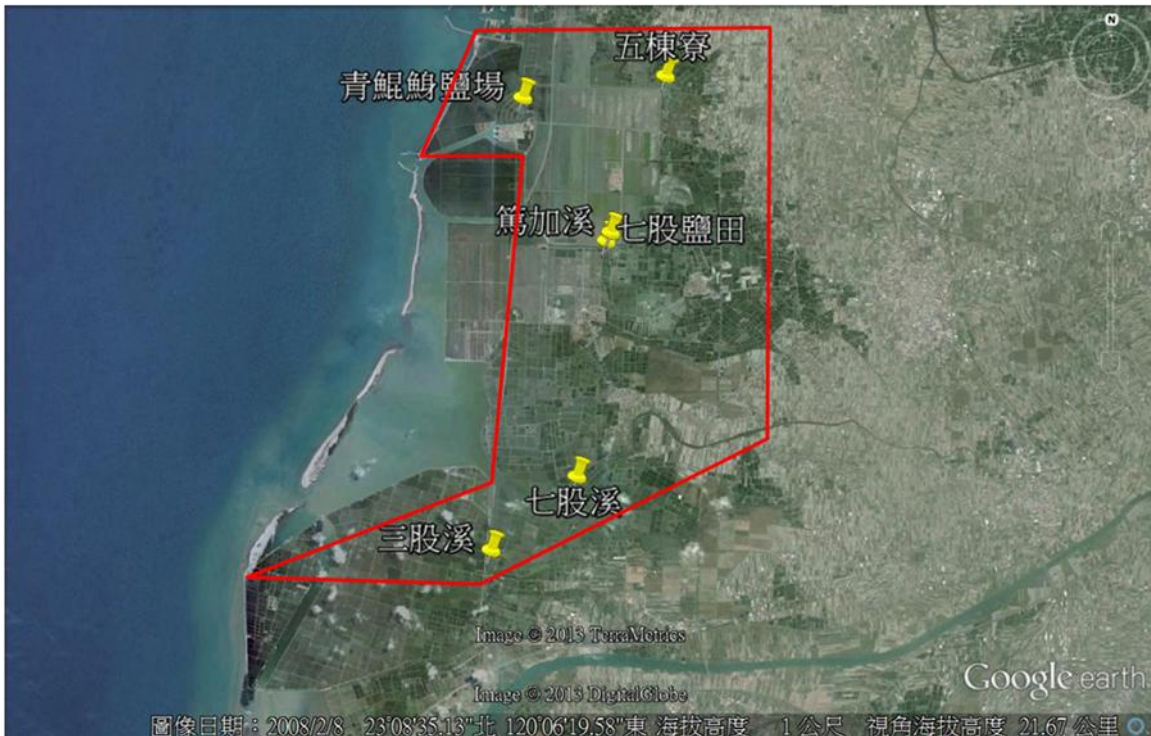 N
五棟寮
青鯤鯓鹽場
篤加溪
七股鹽田
七股溪
三股溪
Image © 2013 TerraMetrics
Image © 2013 DigitalGlobe
Google earth
圖像日期：2008/2/8 23°08'35.13"北 120°06'19.58"東 海拔高度 1 公尺 視角海拔高度 21.67 公里